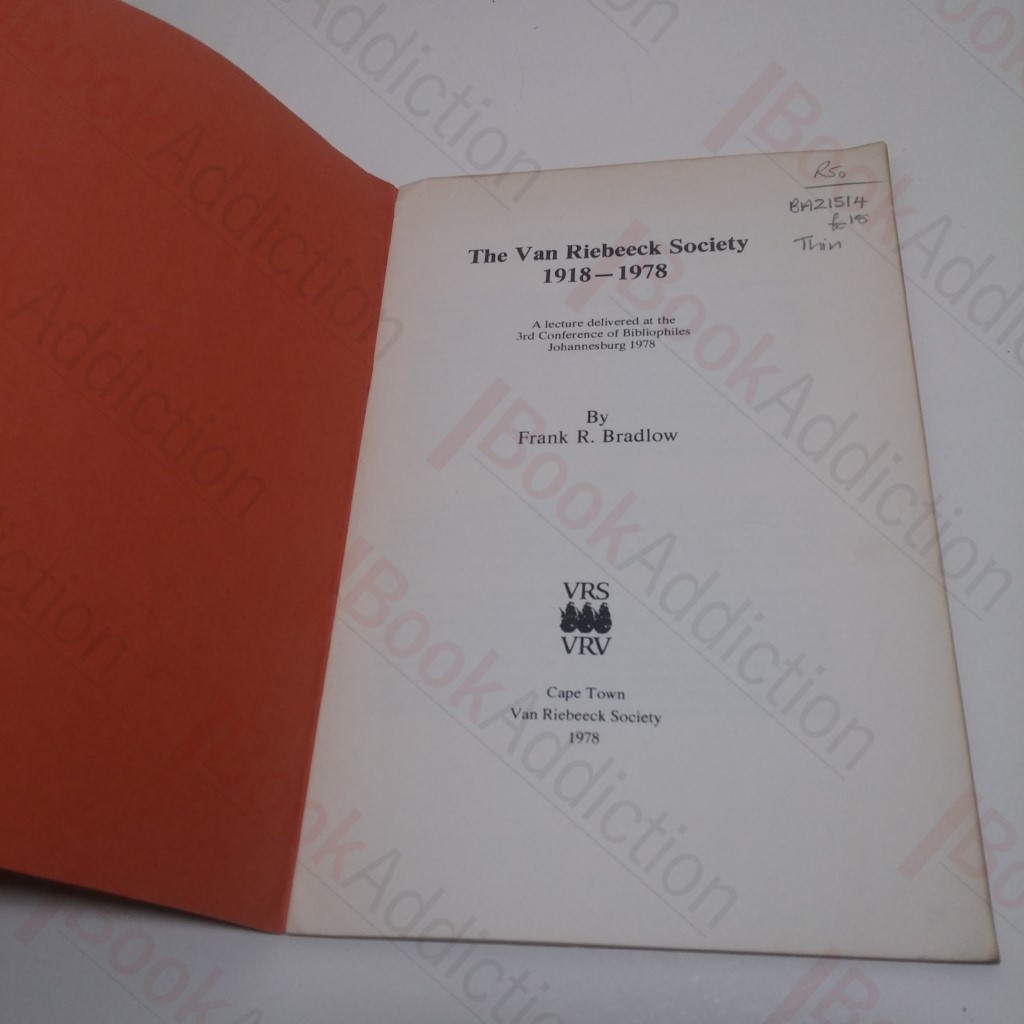 R50
BA21514
£18
Thin
The Van Riebeeck Society
1918—1978
A lecture delivered at the
3rd Conference of Bibliophiles
Johannesburg 1978
By
Frank R. Bradlow
VRS
VRV
Cape Town
Van Riebeeck Society
1978
BookAddiction